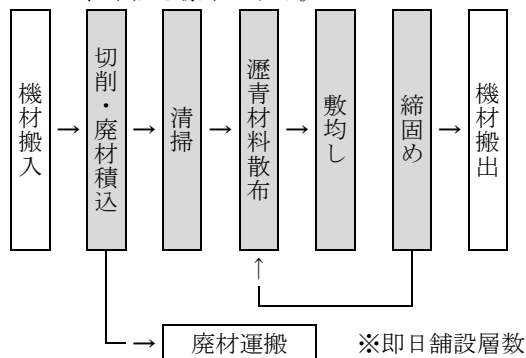 機材搬入
→
切削・廃材積込
→
清掃
→
瀝青材料散布
→
敷均し
→
締固め
→
機材搬出
↑
→
廃材運搬
※即日舗設層数